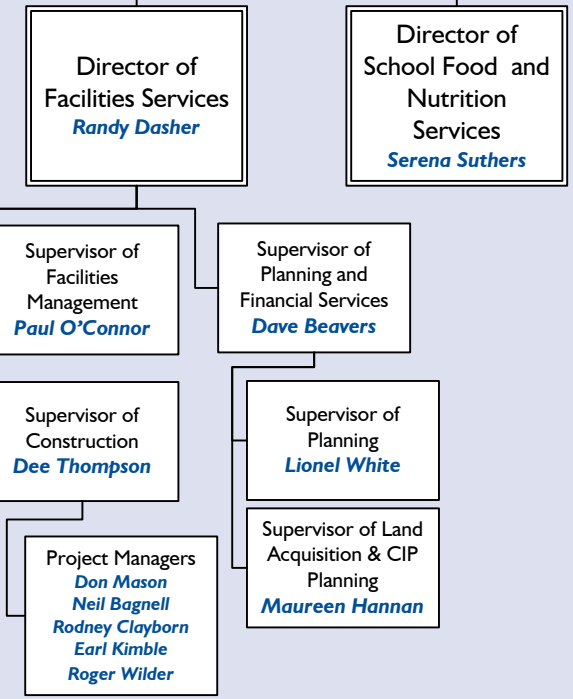 Director of
Facilities Services
Randy Dasher
Director of
School Food and
Nutrition
Services
Serena Suthers
Supervisor of
Facilities
Management
Paul O'Connor
Supervisor of
Planning and
Financial Services
Dave Beavers
Supervisor of
Construction
Dee Thompson
Supervisor of
Planning
Lionel White
Supervisor of Land
Acquisition & CIP
Planning
Maureen Hannan
Project Managers
Don Mason
Neil Bagnell
Rodney Clayborn
Earl Kimble
Roger Wilder